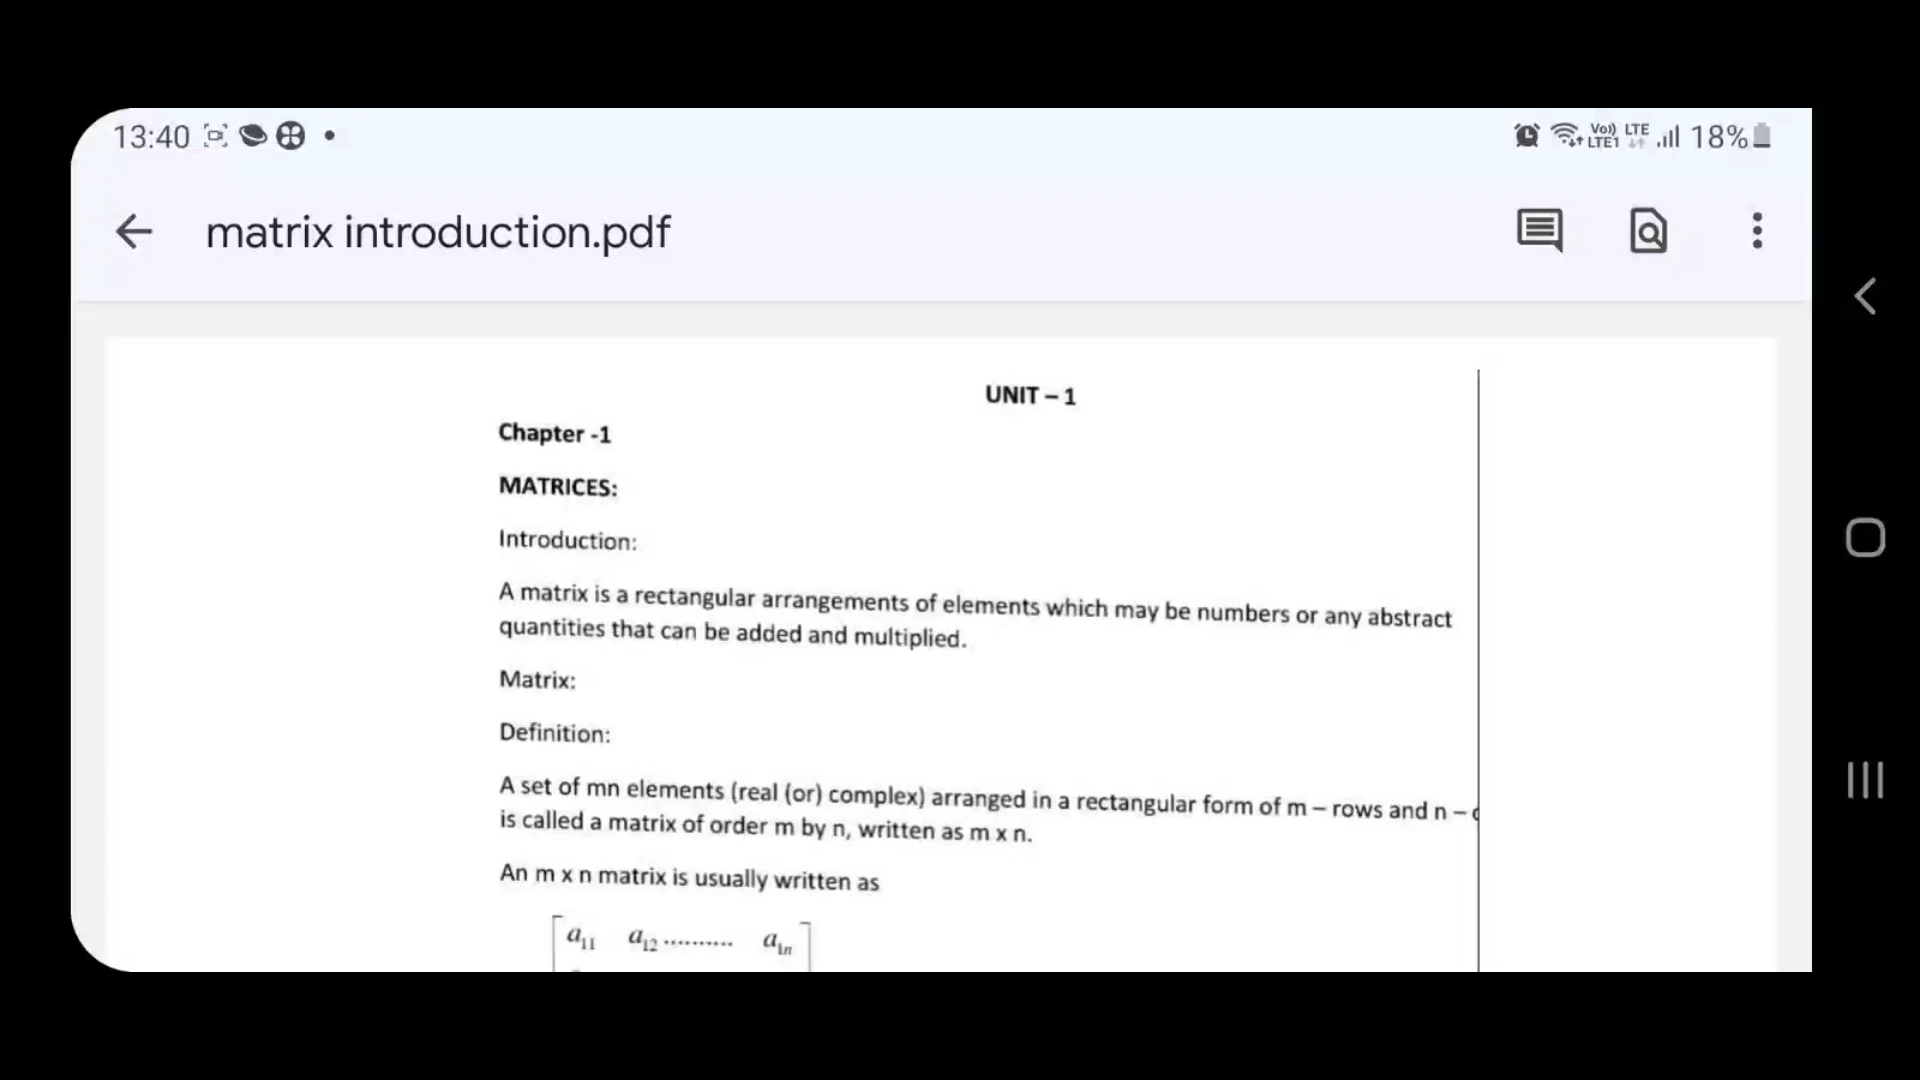 13:40 Vo)) LTE1 LTE 18%
matrix introduction.pdf
UNIT – 1
Chapter -1
MATRICES:
Introduction:
A matrix is a rectangular arrangements of elements which may be numbers or any abstract
quantities that can be added and multiplied.
Matrix:
Definition:
A set of mn elements (real (or) complex) arranged in a rectangular form of m – rows and n –
is called a matrix of order m by n, written as m x n.
An m x n matrix is usually written as
a11 a12 .......... a1n